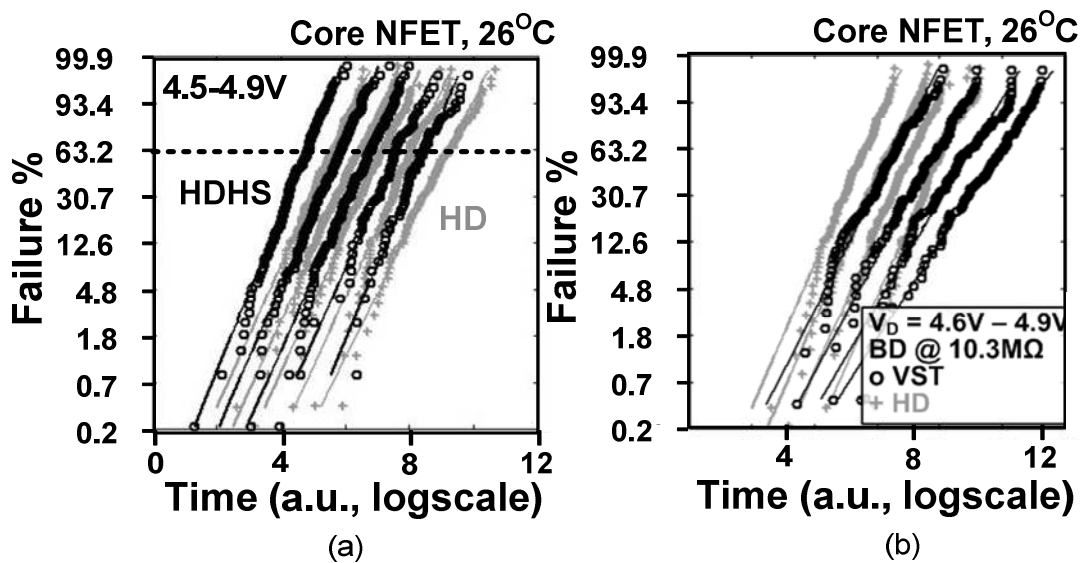 Core NFET, 26OC
99.9
93.4
63.2
30.7
12.6
4.8
1.8
0.7
0.2
Failure %
4.5-4.9V
HDHS
HD
0
4
8
12
Time (a.u., logscale)
(a)
Core NFET, 26OC
99.9
93.4
63.2
30.7
12.6
4.8
1.8
0.7
0.2
Failure %
VD = 4.6V – 4.9V
BD @ 10.3MΩ
o VST
+ HD
4
8
12
Time (a.u., logscale)
(b)